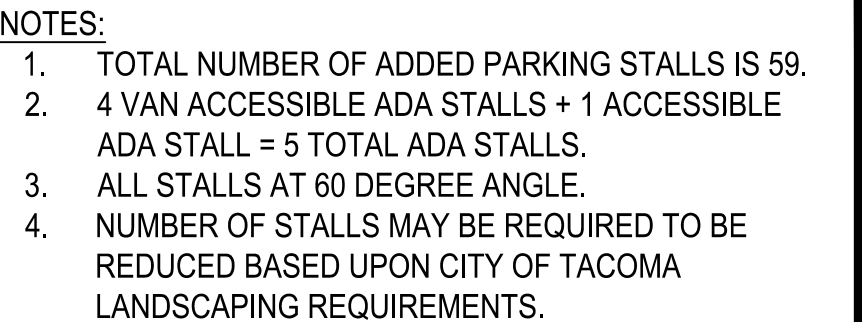 NOTES:
1. TOTAL NUMBER OF ADDED PARKING STALLS IS 59.
2. 4 VAN ACCESSIBLE ADA STALLS + 1 ACCESSIBLE
ADA STALL = 5 TOTAL ADA STALLS.
3. ALL STALLS AT 60 DEGREE ANGLE.
4. NUMBER OF STALLS MAY BE REQUIRED TO BE
REDUCED BASED UPON CITY OF TACOMA
LANDSCAPING REQUIREMENTS.